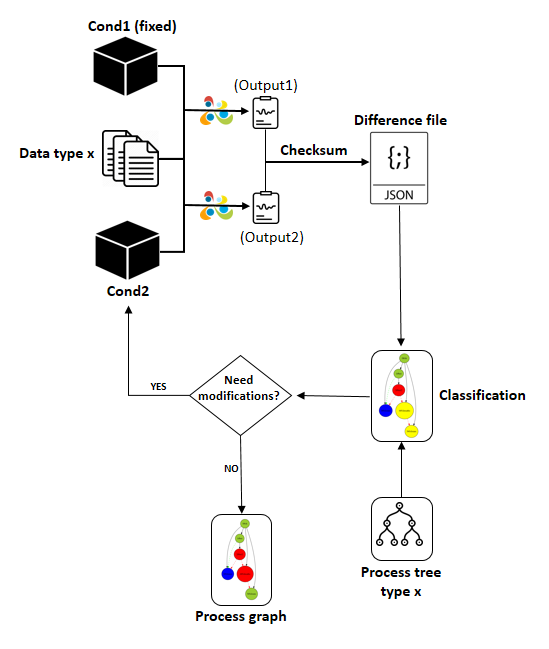 Cond1 (fixed)
(Output1)
Data type x
Checksum
Difference file
{;}
JSON
(Output2)
Cond2
Need
modifications?
YES
Classification
NO
Process tree
type x
Process graph